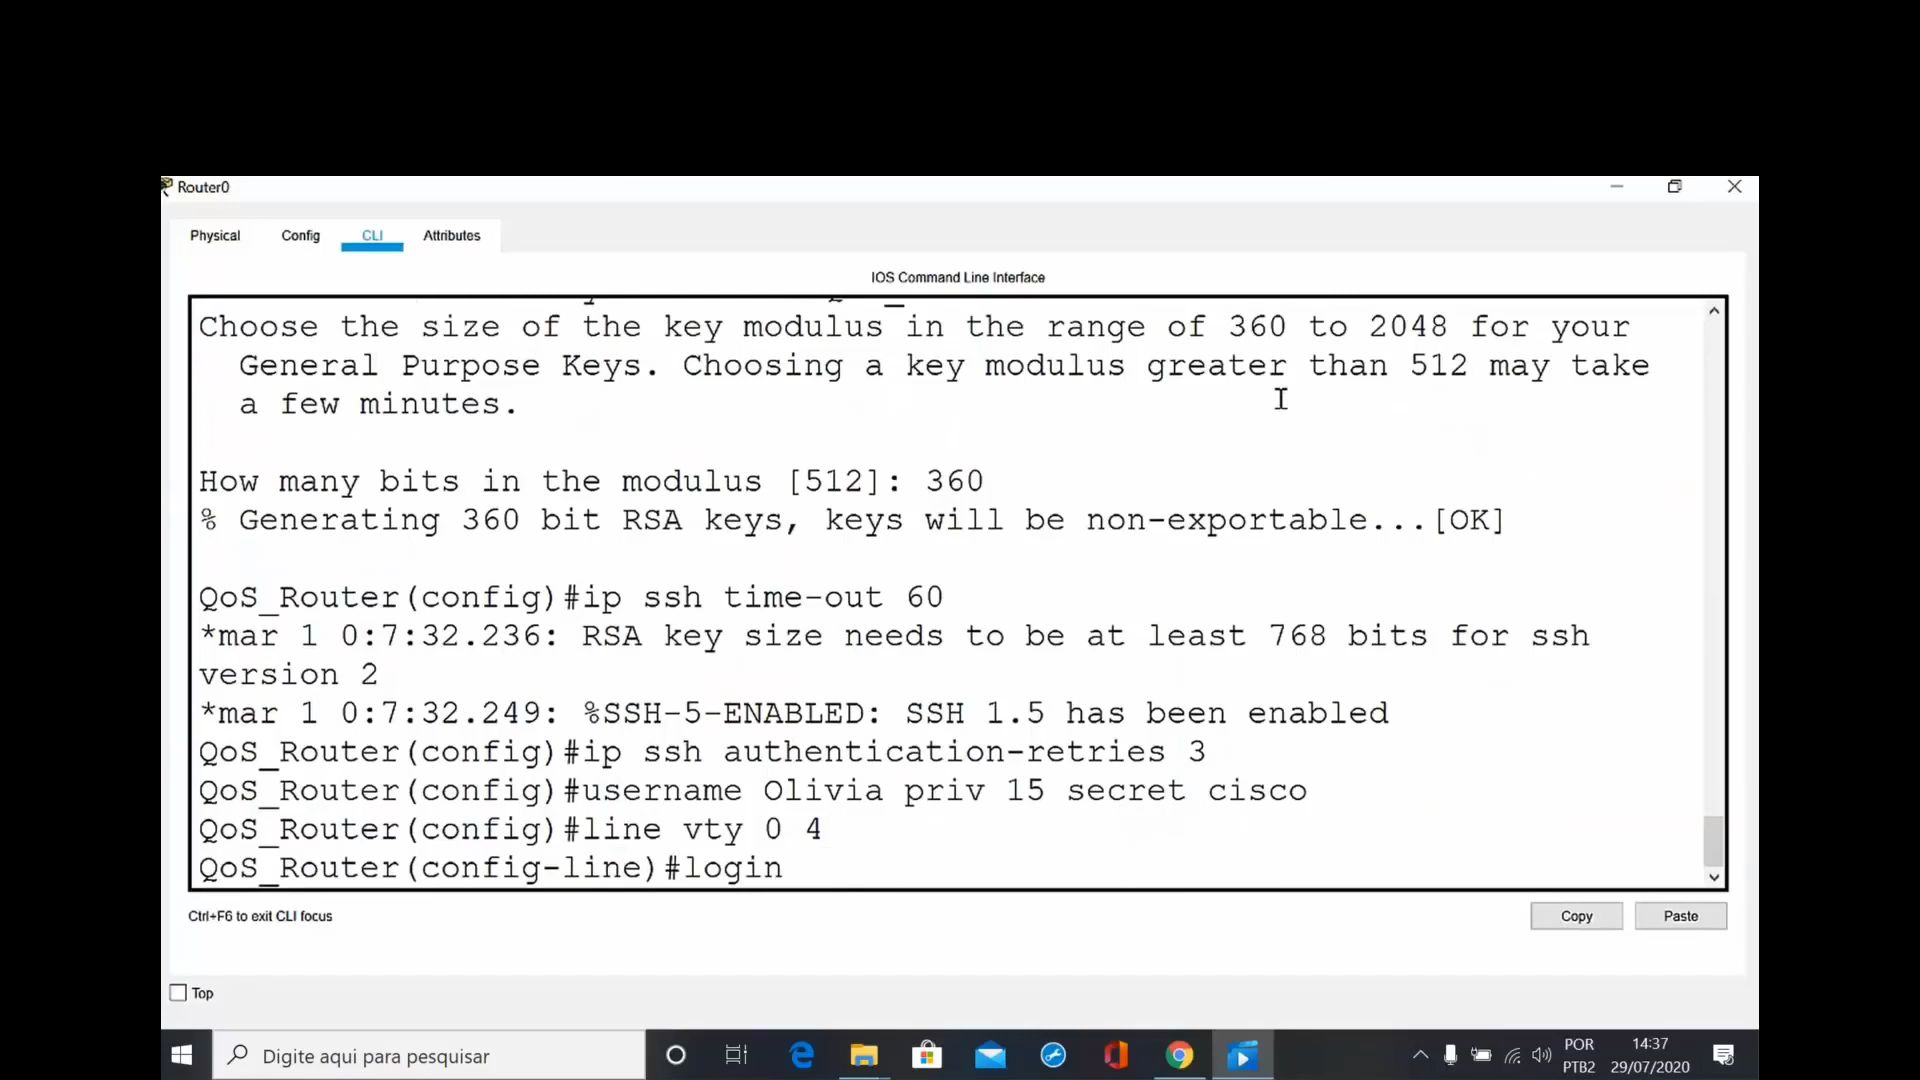 Router0
Physical
Config
CLI
Attributes
IOS Command Line Interface
Choose the size of the key modulus in the range of 360 to 2048 for your
General Purpose Keys. Choosing a key modulus greater than 512 may take
a few minutes.
How many bits in the modulus [512]: 360
% Generating 360 bit RSA keys, keys will be non-exportable...[OK]
QoS_Router(config)#ip ssh time-out 60
*mar 1 0:7:32.236: RSA key size needs to be at least 768 bits for ssh
version 2
*mar 1 0:7:32.249: %SSH-5-ENABLED: SSH 1.5 has been enabled
QoS_Router(config)#ip ssh authentication-retries 3
QoS_Router(config)#username Olivia priv 15 secret cisco
QoS_Router(config)#line vty 0 4
QoS_Router(config-line)#login
Ctrl+F6 to exit CLI focus
Copy
Paste
Top
Digite aqui para pesquisar
POR
PTB2
14:37
29/07/2020